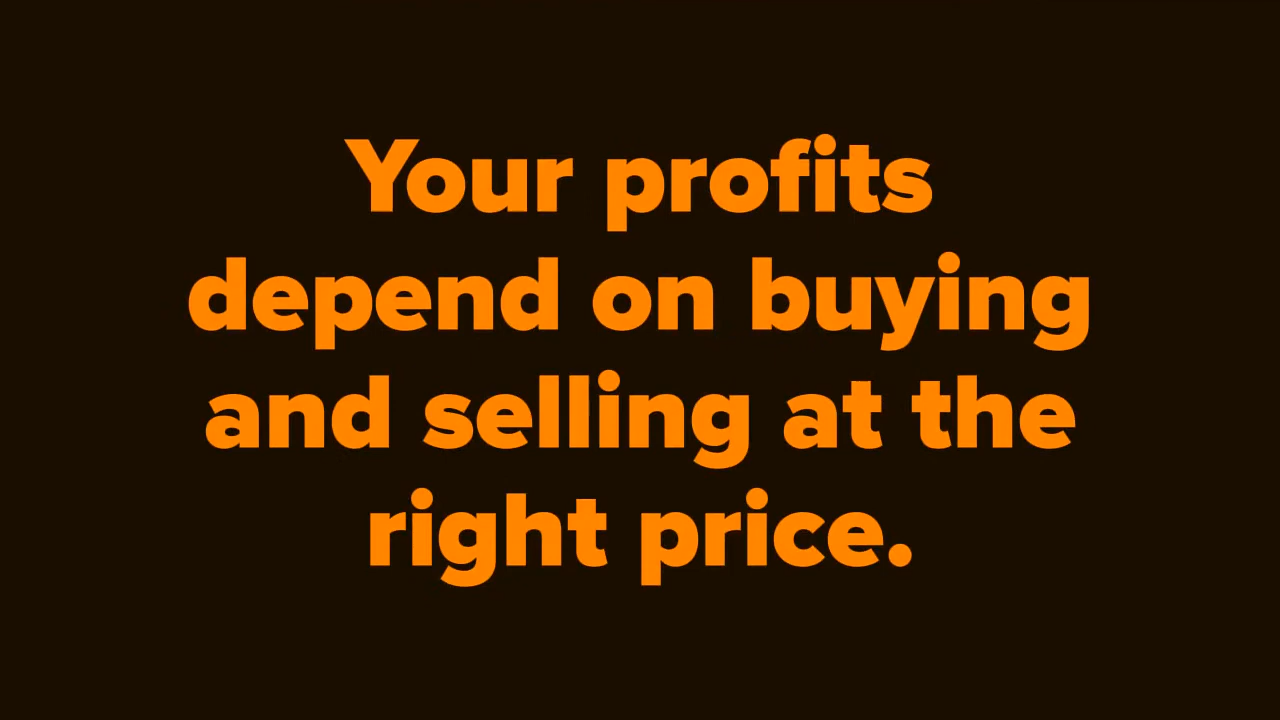 Your profits
depend on buying
and selling at the
right price.